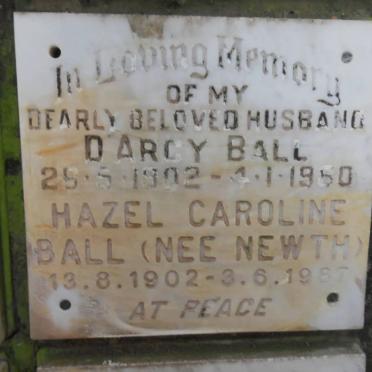 In Loving Memory
OF MY
DEARLY BELOVED HUSBAND
D'ARCY BALL
25·5·1902 - 4·1·1960
HAZEL CAROLINE
BALL (NEE NEWTH)
13.8.1902-3.6.1987
AT PEACE